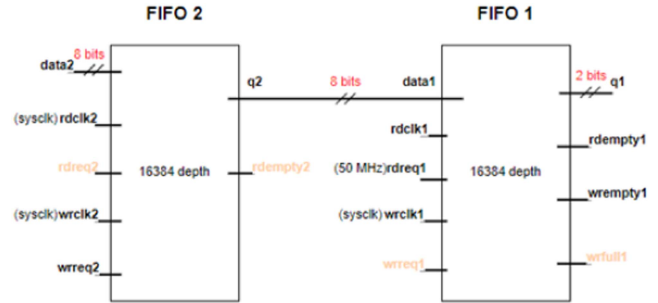 FIFO 2
FIFO 1
8 bits
data2
q2
8 bits
data1
2 bits
q1
(sysclk) rdclk2
rdclk1
rdempty1
rdreq2
16384 depth
rdempty2
(50 MHz)rdreq1
16384 depth
wrempty1
(sysclk)wrclk2
(sysclk) wrclk1
wrreq2
wrreq1
wrfull1